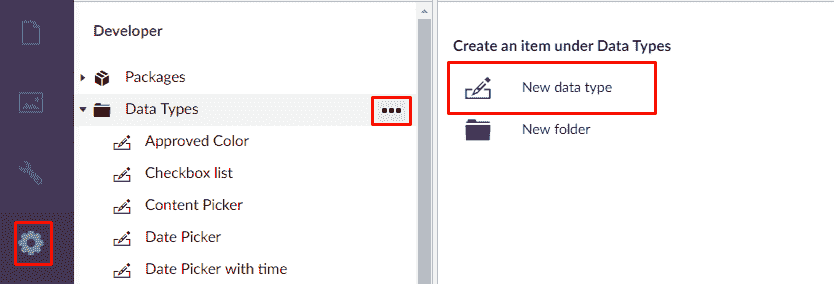 Developer
Packages
Data Types
Approved Color
Checkbox list
Content Picker
Date Picker
Date Picker with time
Create an item under Data Types
New data type
New folder